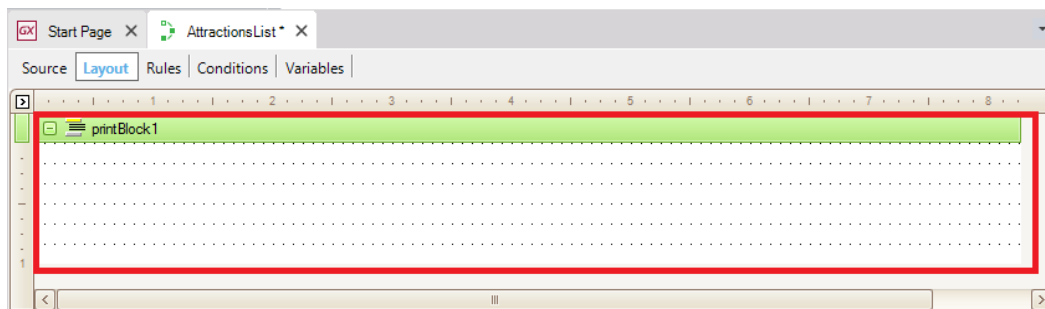 GX Start Page AttractionsList *
Source Layout Rules Conditions Variables
1 2 3 4 5 6 7 8
printBlock1
1